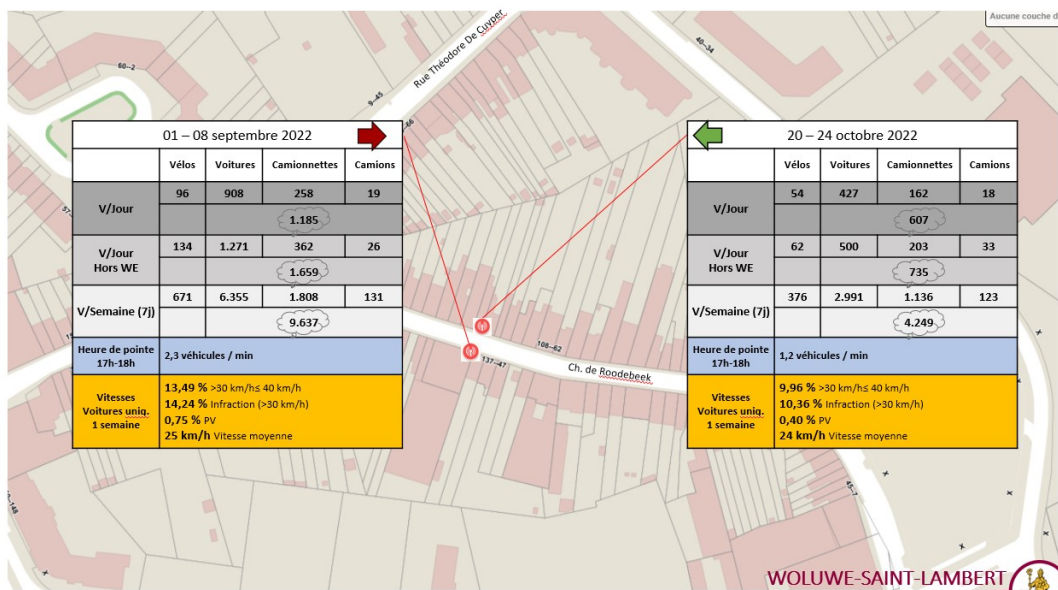 Aucune couche d
Rue Théodore De Cuyper
40–34
60–2
9–45
–66
01 – 08 septembre 2022
Vélos Voitures Camionnettes Camions
V/Jour 96 908 258 19
1.185
V/Jour Hors WE 134 1.271 362 26
1.659
V/Semaine (7j) 671 6.355 1.808 131
9.637
Heure de pointe
17h-18h
2,3 véhicules / min
Vitesses
Voitures uniq.
1 semaine
13,49 % >30 km/h≤ 40 km/h
14,24 % Infraction (>30 km/h)
0,75 % PV
25 km/h Vitesse moyenne
20 – 24 octobre 2022
Vélos Voitures Camionnettes Camions
V/Jour 54 427 162 18
607
V/Jour Hors WE 62 500 203 33
735
V/Semaine (7j) 376 2.991 1.136 123
4.249
Heure de pointe
17h-18h
1,2 véhicules / min
Vitesses
Voitures uniq.
1 semaine
9,96 % >30 km/h≤ 40 km/h
10,36 % Infraction (>30 km/h)
0,40 % PV
24 km/h Vitesse moyenne
108–62
137–47
Ch. de Roodebeek
45–7
WOLUWE-SAINT-LAMBERT